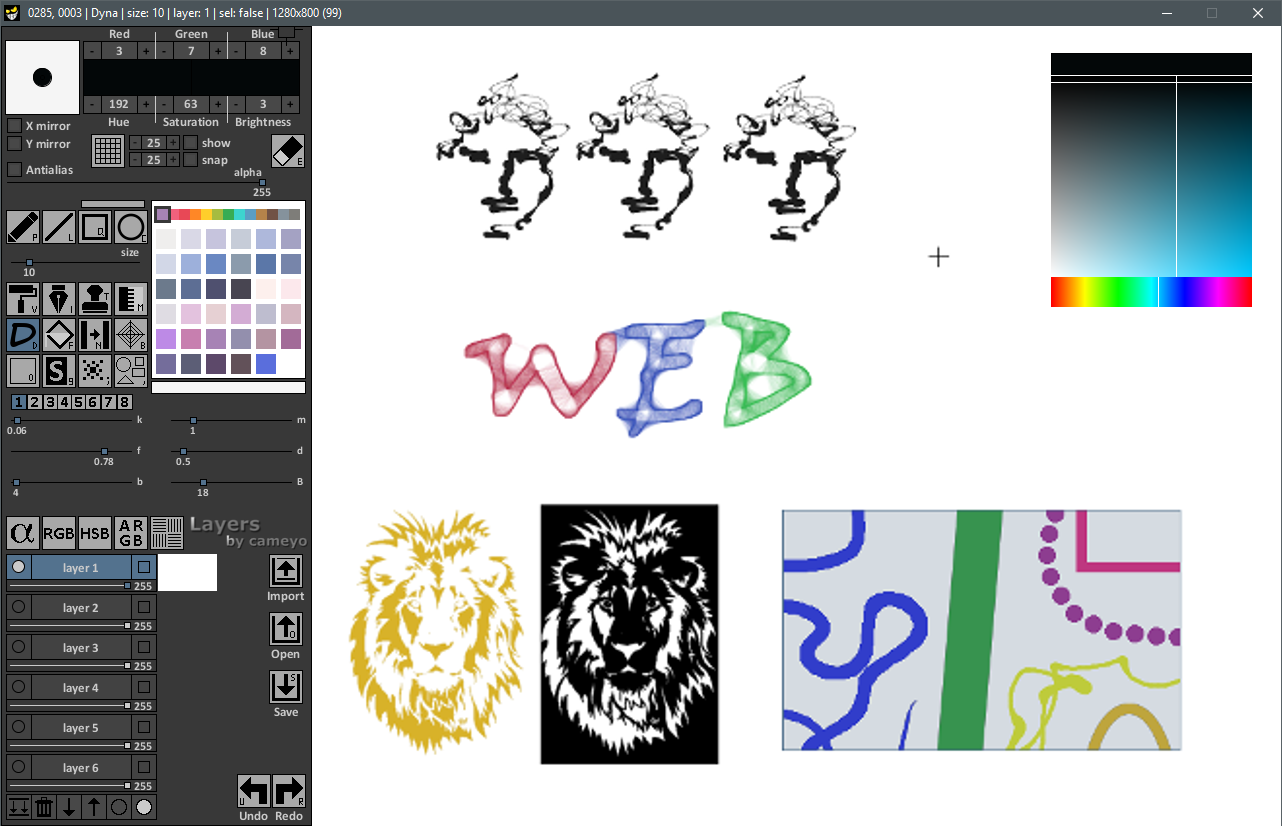 0285, 0003 | Dyna | size: 10 | layer: 1 | sel: false | 1280x800 (99)
Red Green Blue
- 3 + - 7 + - 8 +
- 192 + - 63 + - 3 +
Hue Saturation Brightness
X mirror
Y mirror
Antialias
- 25 + show
- 25 + snap
E
alpha
255
P L
size
10
V I T M
D F B
O S g
1 2 3 4 5 6 7 8
k m
0.06 1
f d
0.78 0.5
b B
4 18
α RGB HSB AR
GB
Layers
by cameyo
layer 1
255
layer 2
255
layer 3
255
layer 4
255
layer 5
255
layer 6
255
Import
O
Open
S
Save
U R
Undo Redo
WEB